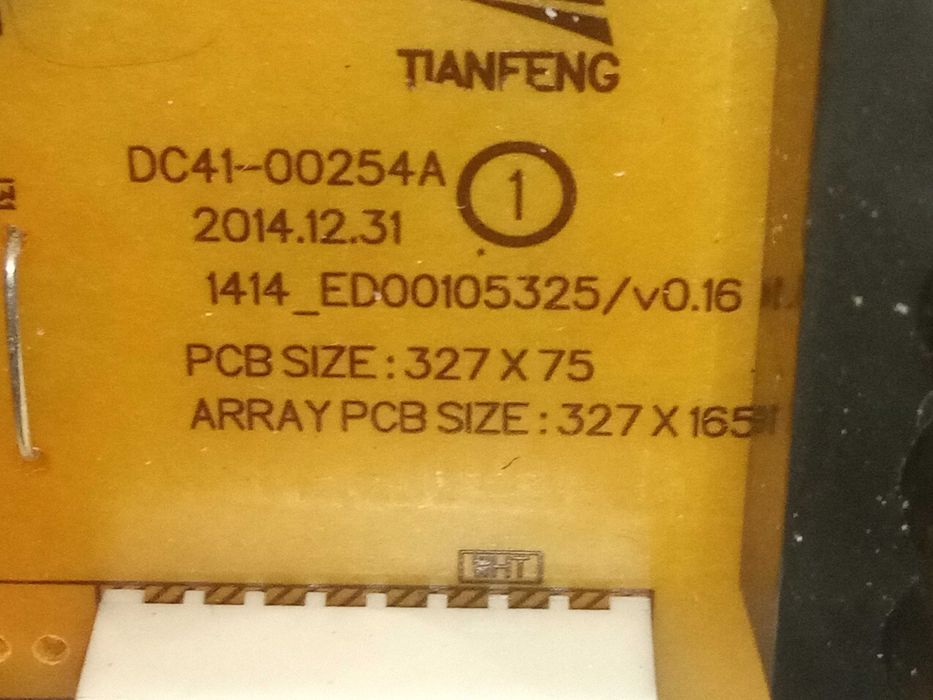 TIANFENG
DC41-00254A
1
2014.12.31
1414_ED00105325/v0.16
PCB SIZE : 327 X 75
ARRAY PCB SIZE : 327 X 165